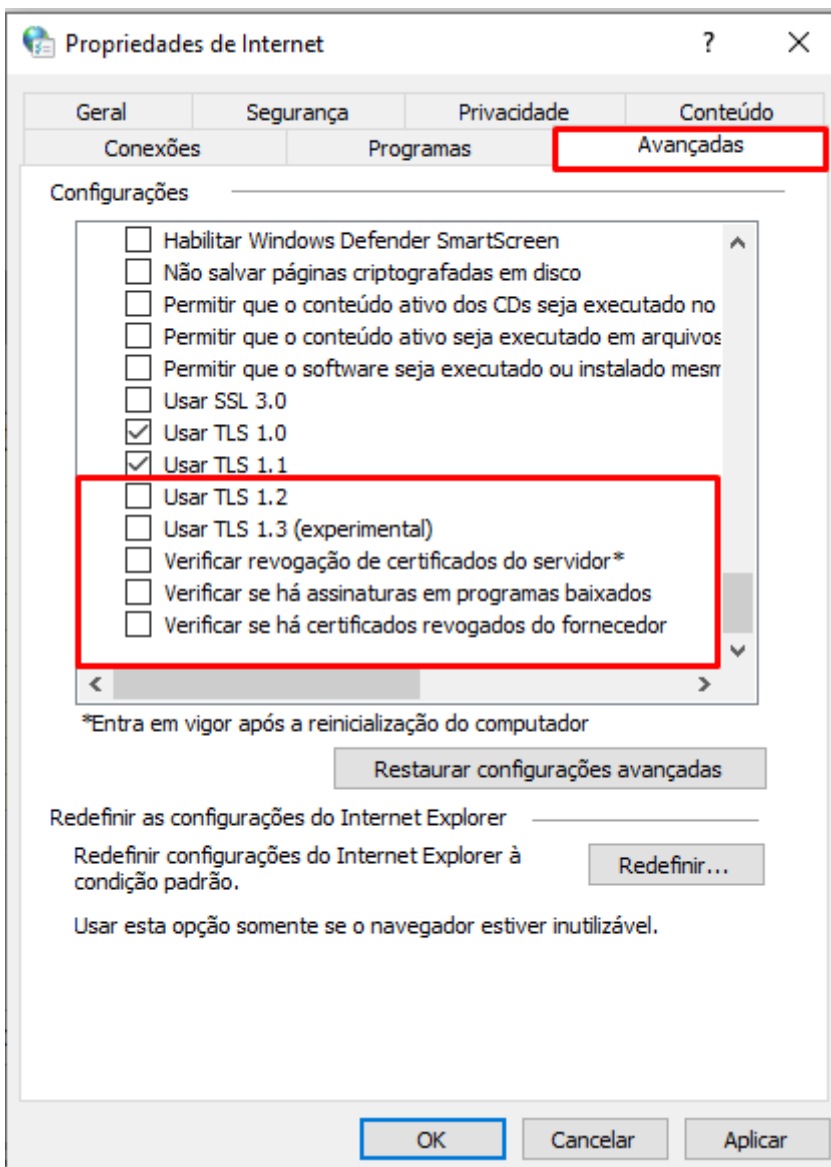 Propriedades de Internet ?
Geral Segurança Privacidade Conteúdo
Conexões Programas Avançadas
Configurações
Habilitar Windows Defender SmartScreen
Não salvar páginas criptografadas em disco
Permitir que o conteúdo ativo dos CDs seja executado no
Permitir que o conteúdo ativo seja executado em arquivos
Permitir que o software seja executado ou instalado mesm
Usar SSL 3.0
Usar TLS 1.0
Usar TLS 1.1
Usar TLS 1.2
Usar TLS 1.3 (experimental)
Verificar revogação de certificados do servidor*
Verificar se há assinaturas em programas baixados
Verificar se há certificados revogados do fornecedor
*Entra em vigor após a reinicialização do computador
Restaurar configurações avançadas
Redefinir as configurações do Internet Explorer
Redefinir configurações do Internet Explorer à
condição padrão.
Redefinir...
Usar esta opção somente se o navegador estiver inutilizável.
OK Cancelar Aplicar